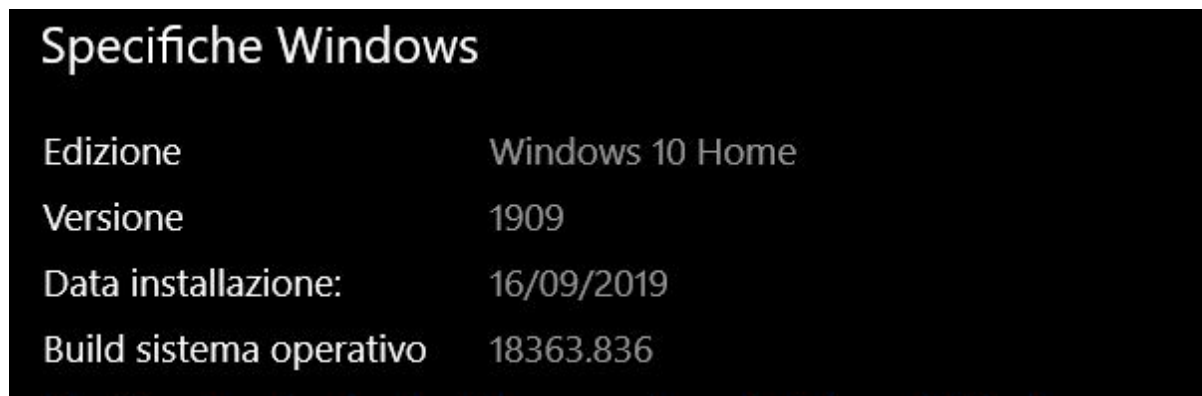 Specifiche Windows
Edizione Windows 10 Home
Versione 1909
Data installazione: 16/09/2019
Build sistema operativo 18363.836